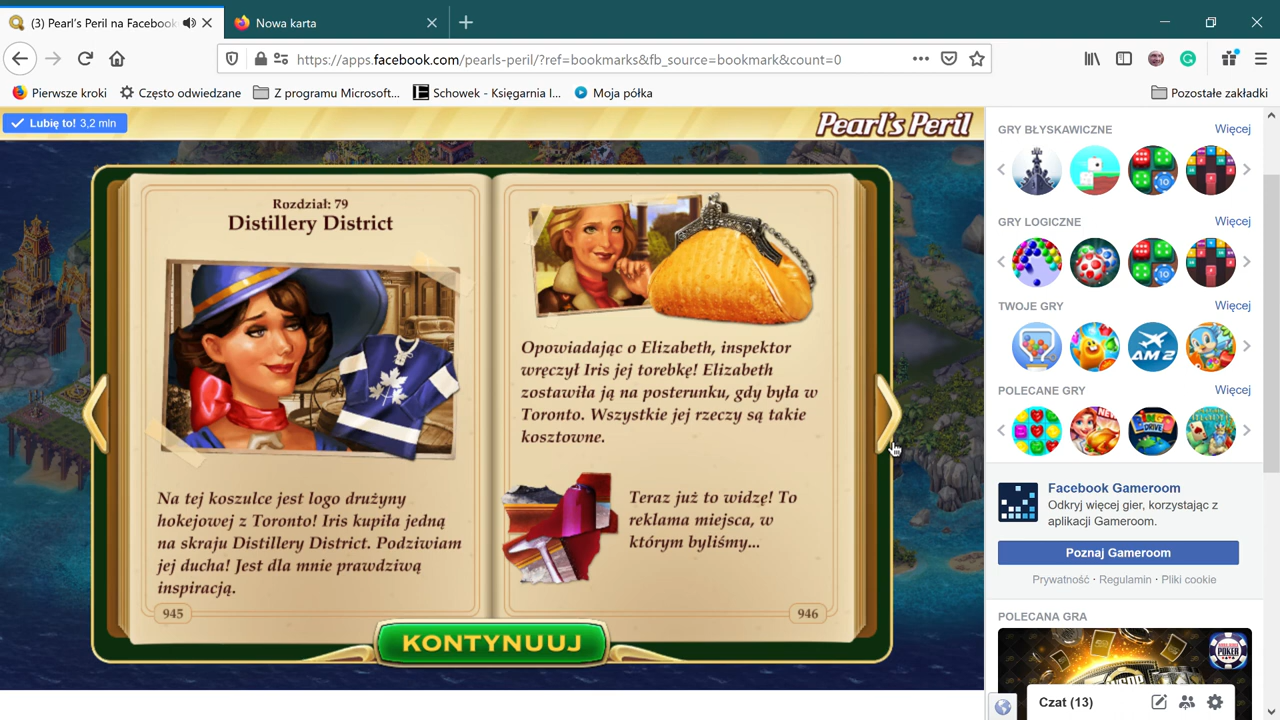 (3) Pearl's Peril na Facebook
Nowa karta
https://apps.facebook.com/pearls-peril/?ref=bookmarks&fb_source=bookmark&count=0
Pierwsze kroki
Często odwiedzane
Z programu Microsoft...
Schowek - Księgarnia I...
Moja półka
Pozostałe zakładki
Lubię to! 3,2 mln
Pearl's Peril
Rozdział: 79
Distillery District
Na tej koszulce jest logo drużyny
hokejowej z Toronto! Iris kupiła jedną
na skraju Distillery District. Podziwiam
jej ducha! Jest dla mnie prawdziwą
inspiracją.
945
Opowiadając o Elizabeth, inspektor
wręczył Iris jej torebkę! Elizabeth
zostawiła ją na posterunku, gdy była w
Toronto. Wszystkie jej rzeczy są takie
kosztowne.
Teraz już to widzę! To
reklama miejsca, w
którym byliśmy...
946
KONTYNUUJ
GRY BŁYSKAWICZNE
Więcej
10
GRY LOGICZNE
Więcej
10
TWOJE GRY
Więcej
AM 2
POLECANE GRY
Więcej
NEW
BINGO
DRIVE
Facebook Gameroom
Odkryj więcej gier, korzystając z
aplikacji Gameroom.
Poznaj Gameroom
Prywatność · Regulamin · Pliki cookie
POLECANA GRA
POKER
Czat (13)